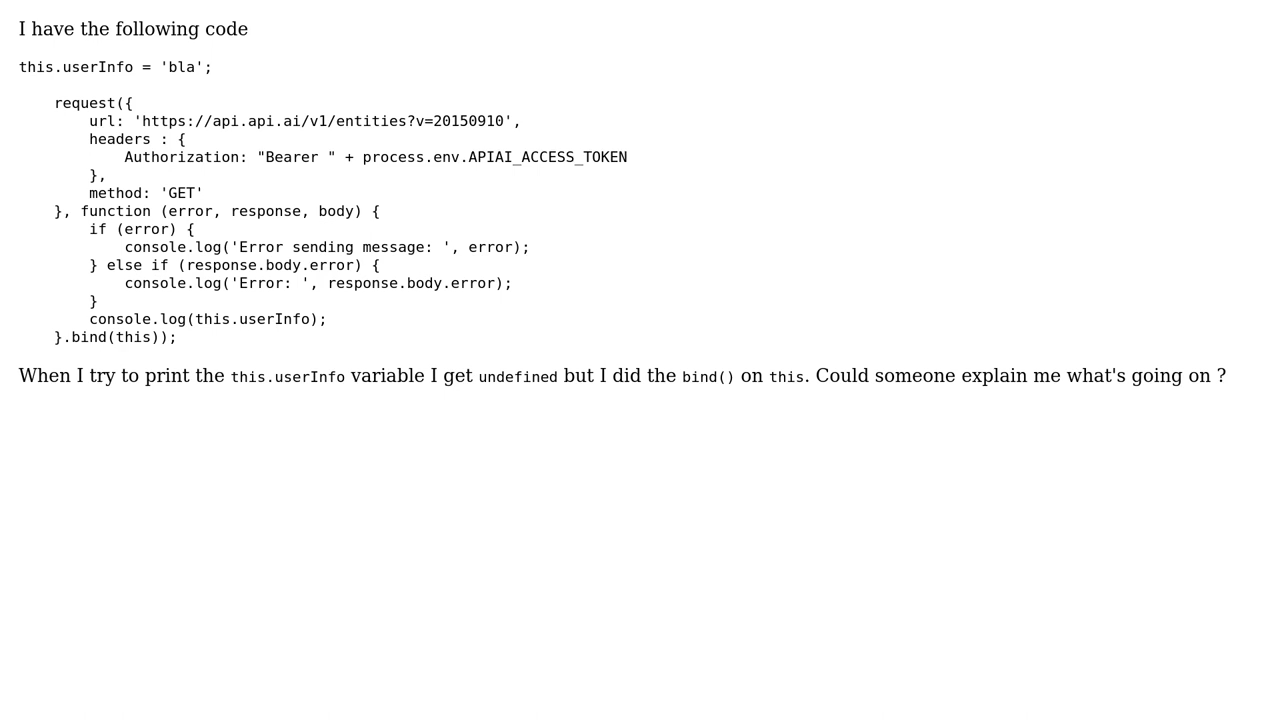 I have the following code
this.userInfo = 'bla';
    request({
        url: 'https://api.api.ai/v1/entities?v=20150910',
        headers : {
            Authorization: "Bearer " + process.env.APIAI_ACCESS_TOKEN
        },
        method: 'GET'
    }, function (error, response, body) {
        if (error) {
            console.log('Error sending message: ', error);
        } else if (response.body.error) {
            console.log('Error: ', response.body.error);
        }
        console.log(this.userInfo);
    }.bind(this));
When I try to print the this.userInfo variable I get undefined but I did the bind() on this. Could someone explain me what's going on ?